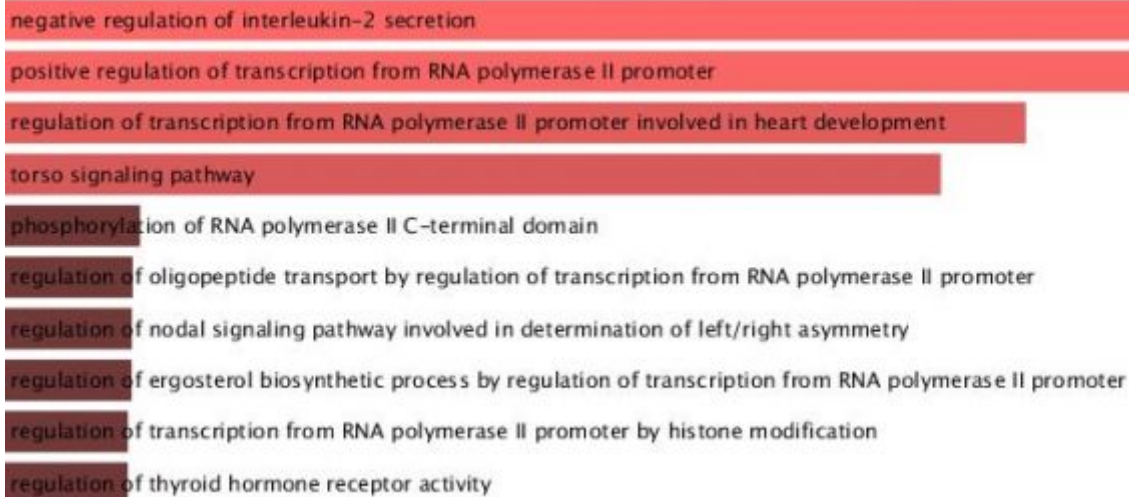 negative regulation of interleukin-2 secretion
positive regulation of transcription from RNA polymerase II promoter
regulation of transcription from RNA polymerase II promoter involved in heart development
torso signaling pathway
phosphorylation of RNA polymerase II C-terminal domain
regulation of oligopeptide transport by regulation of transcription from RNA polymerase II promoter
regulation of nodal signaling pathway involved in determination of left/right asymmetry
regulation of ergosterol biosynthetic process by regulation of transcription from RNA polymerase II promoter
regulation of transcription from RNA polymerase II promoter by histone modification
regulation of thyroid hormone receptor activity